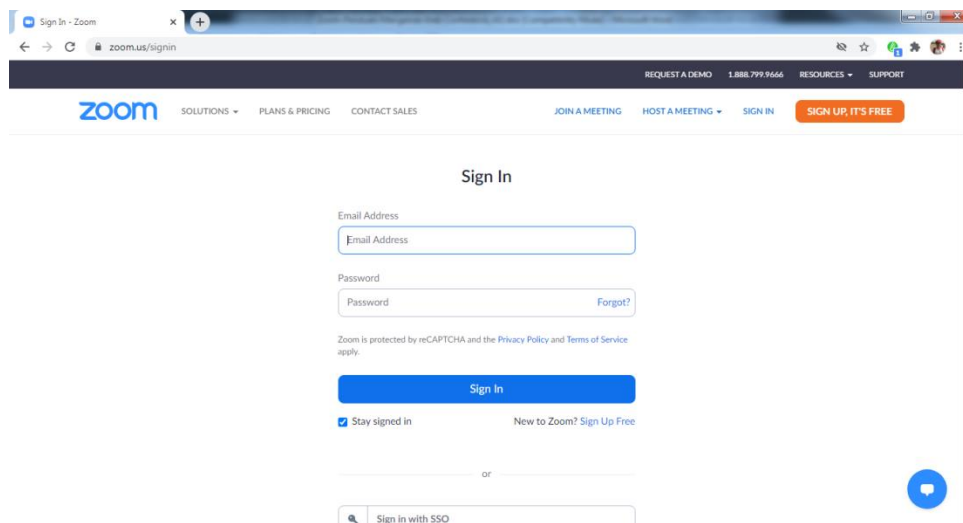 Sign In - Zoom
zoom.us/signin
1
REQUEST A DEMO 1.888.799.9666 RESOURCES SUPPORT
zoom SOLUTIONS PLANS & PRICING CONTACT SALES JOIN A MEETING HOST A MEETING SIGN IN SIGN UP, IT'S FREE
Sign In
Email Address
Email Address
Password
Password Forgot?
Zoom is protected by reCAPTCHA and the Privacy Policy and Terms of Service
apply.
Sign In
Stay signed in New to Zoom? Sign Up Free
or
Sign in with SSO